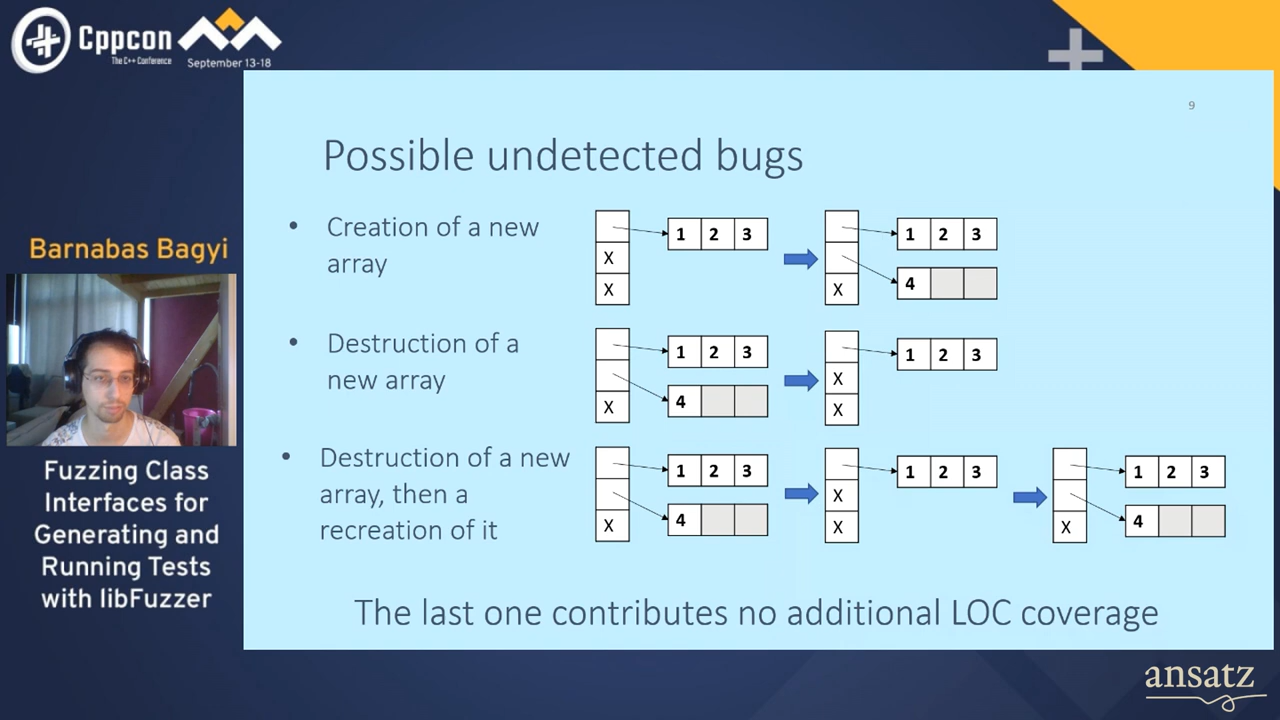 Cppcon
The C++ Conference
September 13-18
9
Possible undetected bugs
• Creation of a new
array
X
X
1 2 3
X
1 2 3
4
• Destruction of a
new array
X
1 2 3
4
X
X
1 2 3
• Destruction of a new
array, then a
recreation of it
X
1 2 3
4
X
X
1 2 3
X
1 2 3
4
The last one contributes no additional LOC coverage
Barnabas Bagyi
Fuzzing Class
Interfaces for
Generating and
Running Tests
with libFuzzer
ansatz